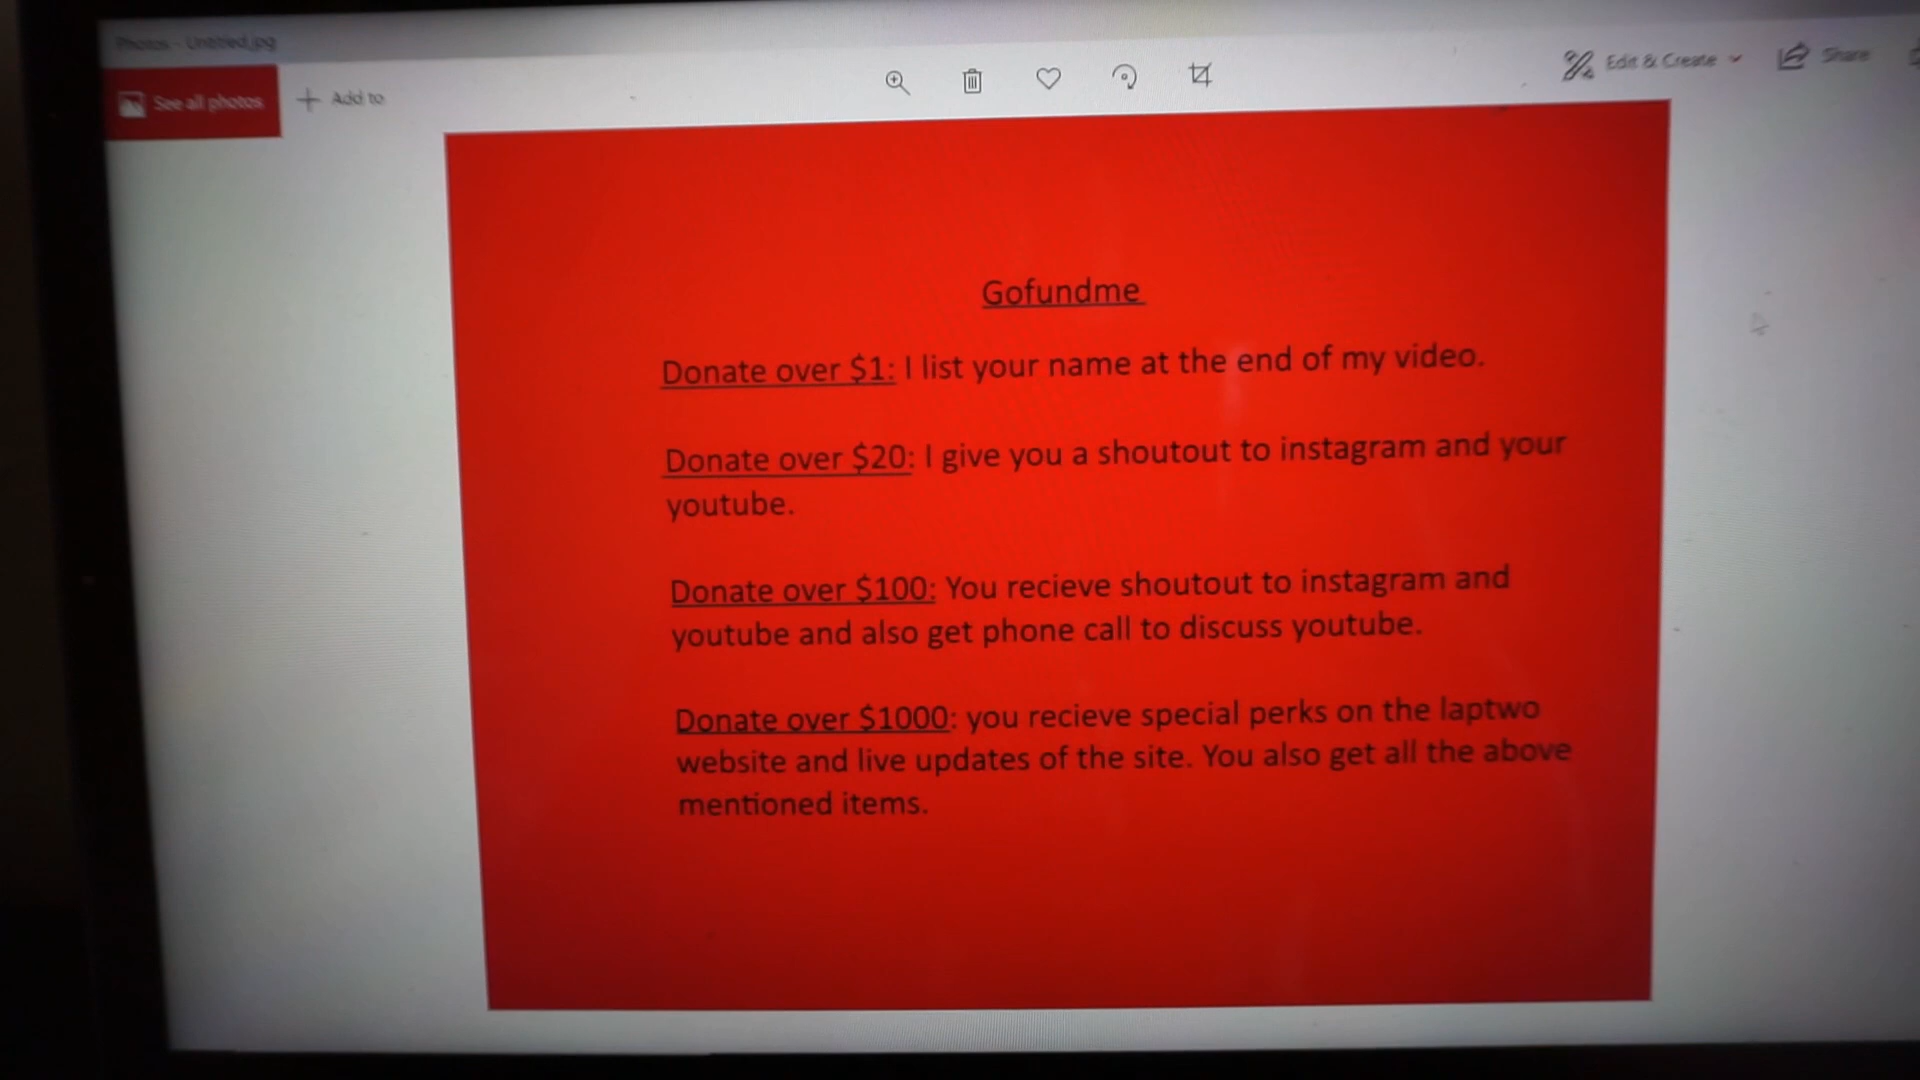 Photos - Untitled.jpg
See all photos
Add to
Edit & Create
Share
Gofundme
Donate over $1: I list your name at the end of my video.
Donate over $20: I give you a shoutout to instagram and your
youtube.
Donate over $100: You recieve shoutout to instagram and
youtube and also get phone call to discuss youtube.
Donate over $1000: you recieve special perks on the laptwo
website and live updates of the site. You also get all the above
mentioned items.